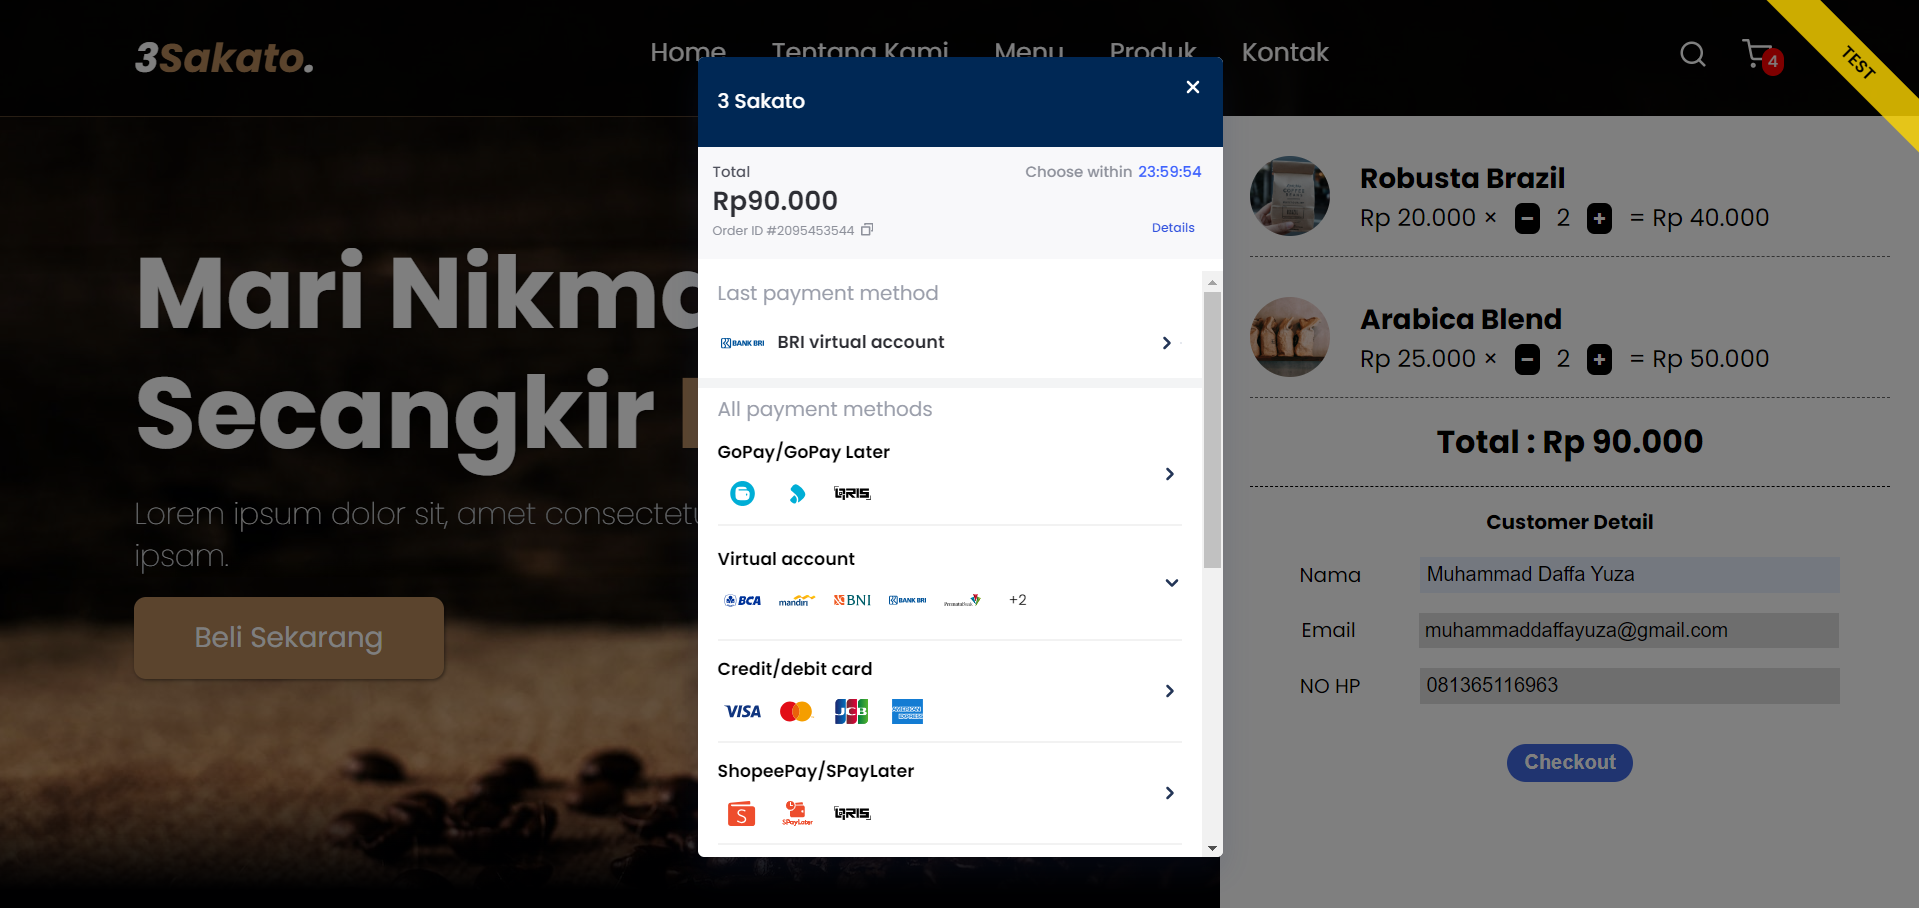 3Sakato.
Home Tentang Kami Menu Produk Kontak
4
TEST
3 Sakato
Total
Choose within 23:59:54
Rp90.000
Order ID #2095453544
Details
Last payment method
BANK BRI BRI virtual account
All payment methods
GoPay/GoPay Later
QRIS
Virtual account
BCA mandiri BNI BANK BRI PermataBank +2
Credit/debit card
VISA JCB AMERICAN EXPRESS
ShopeePay/SPayLater
S SPayLater QRIS
Mari Nikma
Secangkir
Lorem ipsum dolor sit, amet consectetu
ipsam.
Beli Sekarang
Robusta Brazil
Rp 20.000 × − 2 + = Rp 40.000
Arabica Blend
Rp 25.000 × − 2 + = Rp 50.000
Total : Rp 90.000
Customer Detail
Nama Muhammad Daffa Yuza
Email muhammaddaffayuza@gmail.com
NO HP 081365116963
Checkout